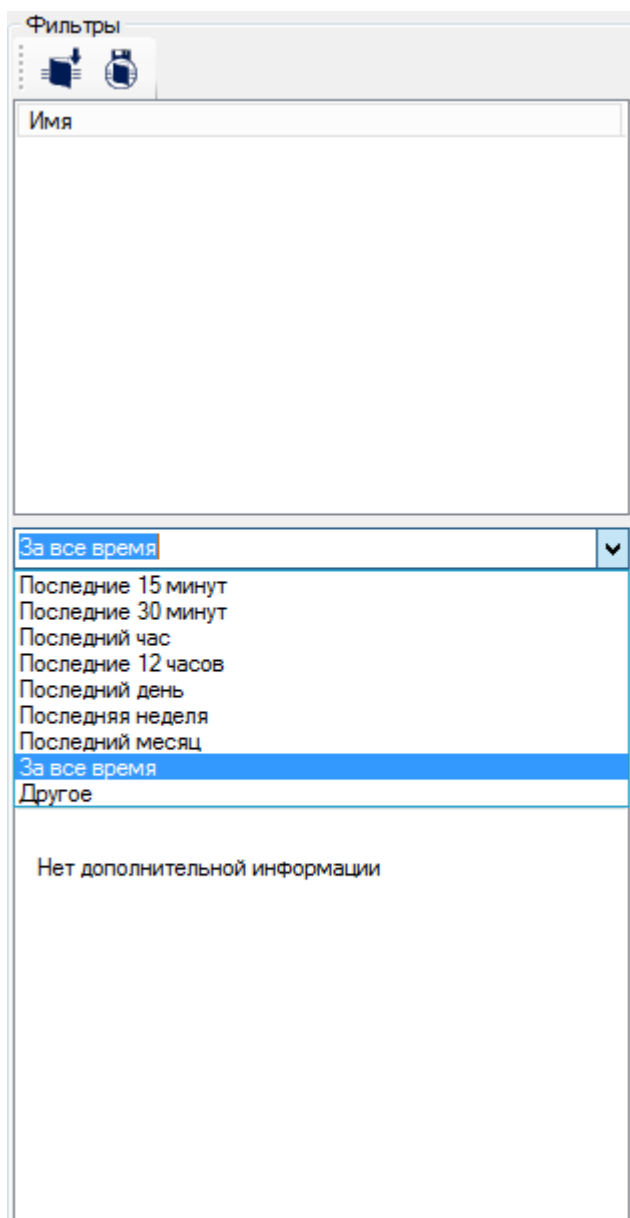 Фильтры
Имя
За все время
Последние 15 минут
Последние 30 минут
Последний час
Последние 12 часов
Последний день
Последняя неделя
Последний месяц
За все время
Другое
Нет дополнительной информации